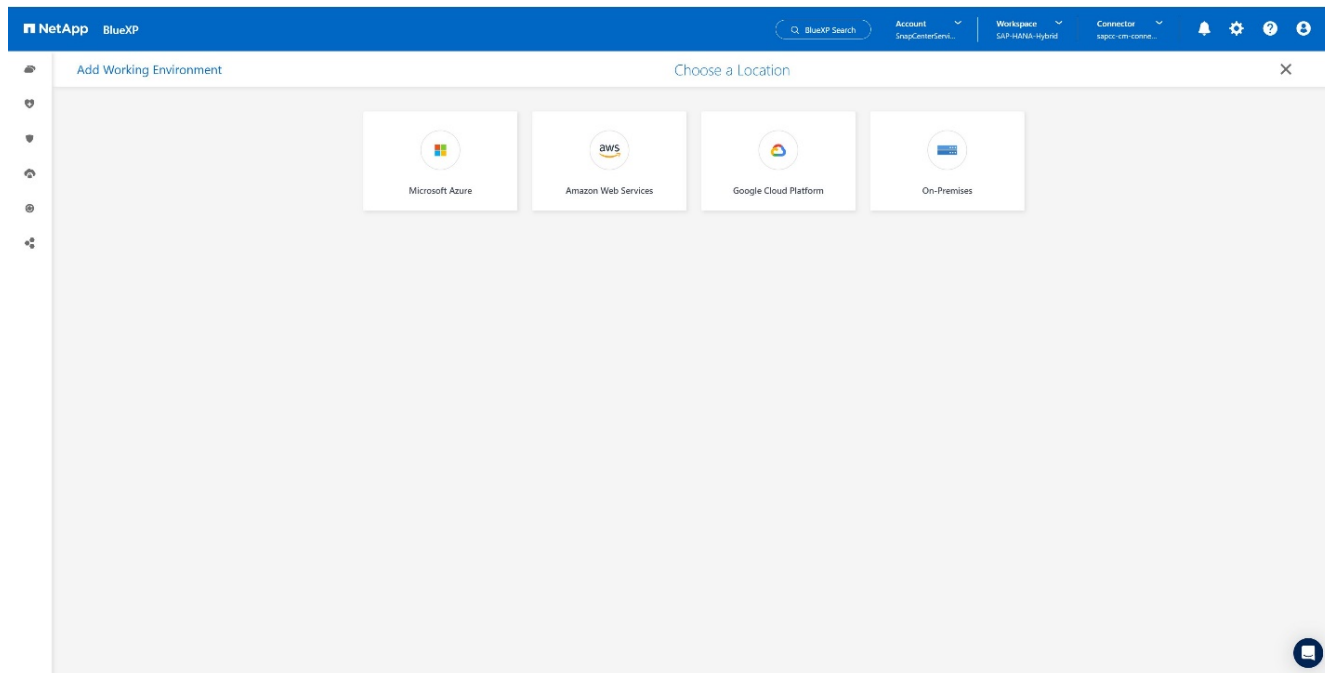 NetApp BlueXP
BlueXP Search
Account
SnapCenterServi...
Workspace
SAP-HANA-Hybrid
Connector
sapcc-cm-conne...
Add Working Environment
Choose a Location
aws
Microsoft Azure
Amazon Web Services
Google Cloud Platform
On-Premises